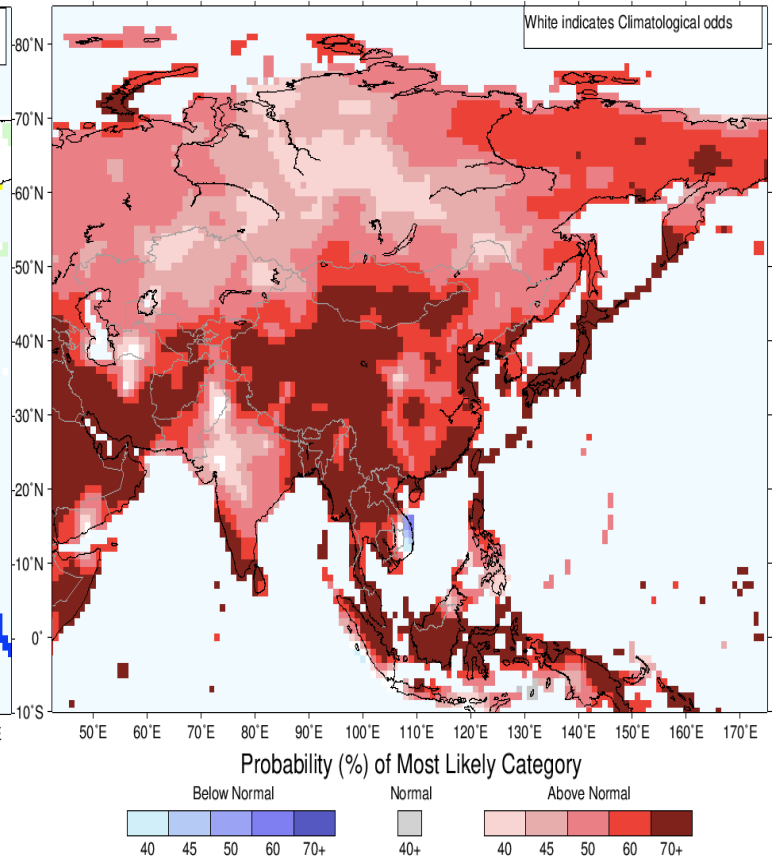 White indicates Climatological odds
80°N
70°N
60°N
50°N
40°N
30°N
20°N
10°N
0°
10°S
50°E 60°E 70°E 80°E 90°E 100°E 110°E 120°E 130°E 140°E 150°E 160°E 170°E
Probability (%) of Most Likely Category
Below Normal Normal Above Normal
40 45 50 60 70+ 40+ 40 45 50 60 70+